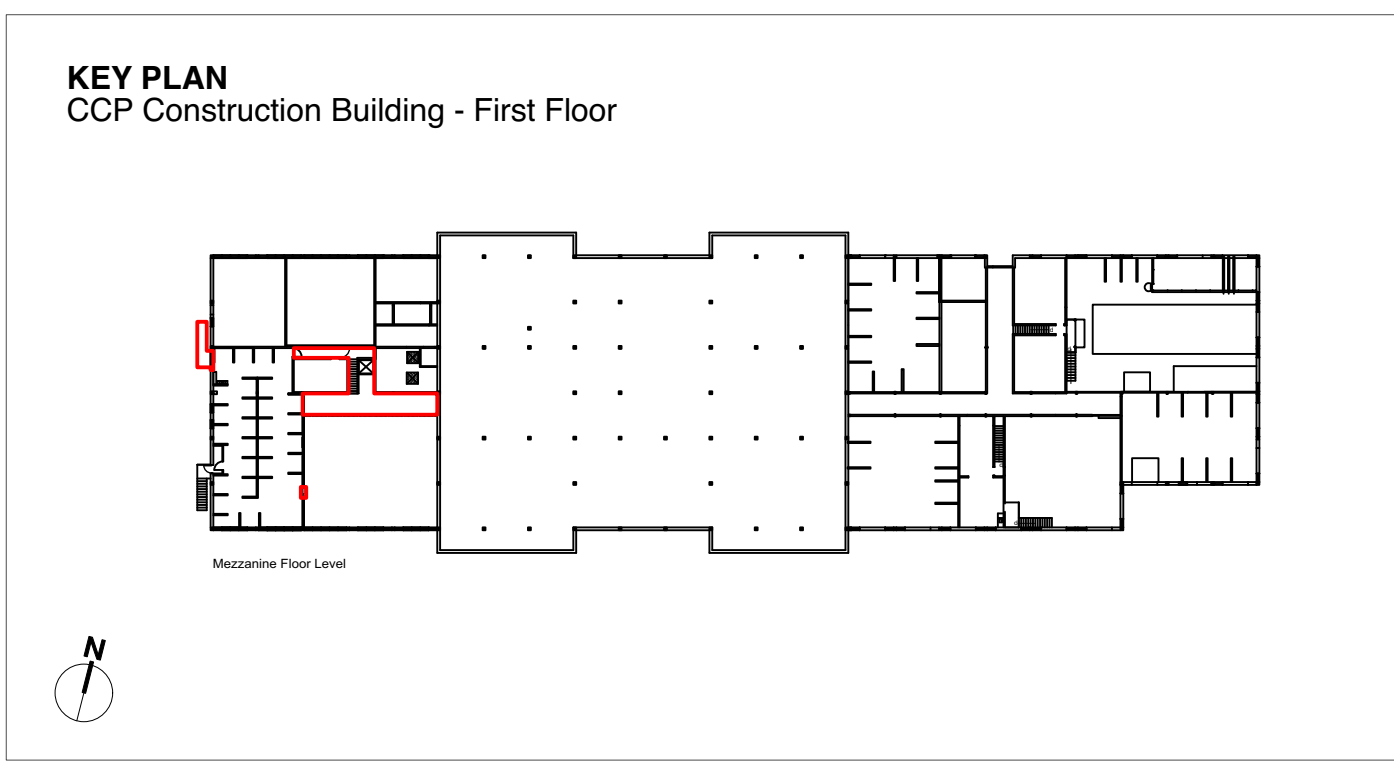 KEY PLAN
CCP Construction Building - First Floor
Mezzanine Floor Level
N